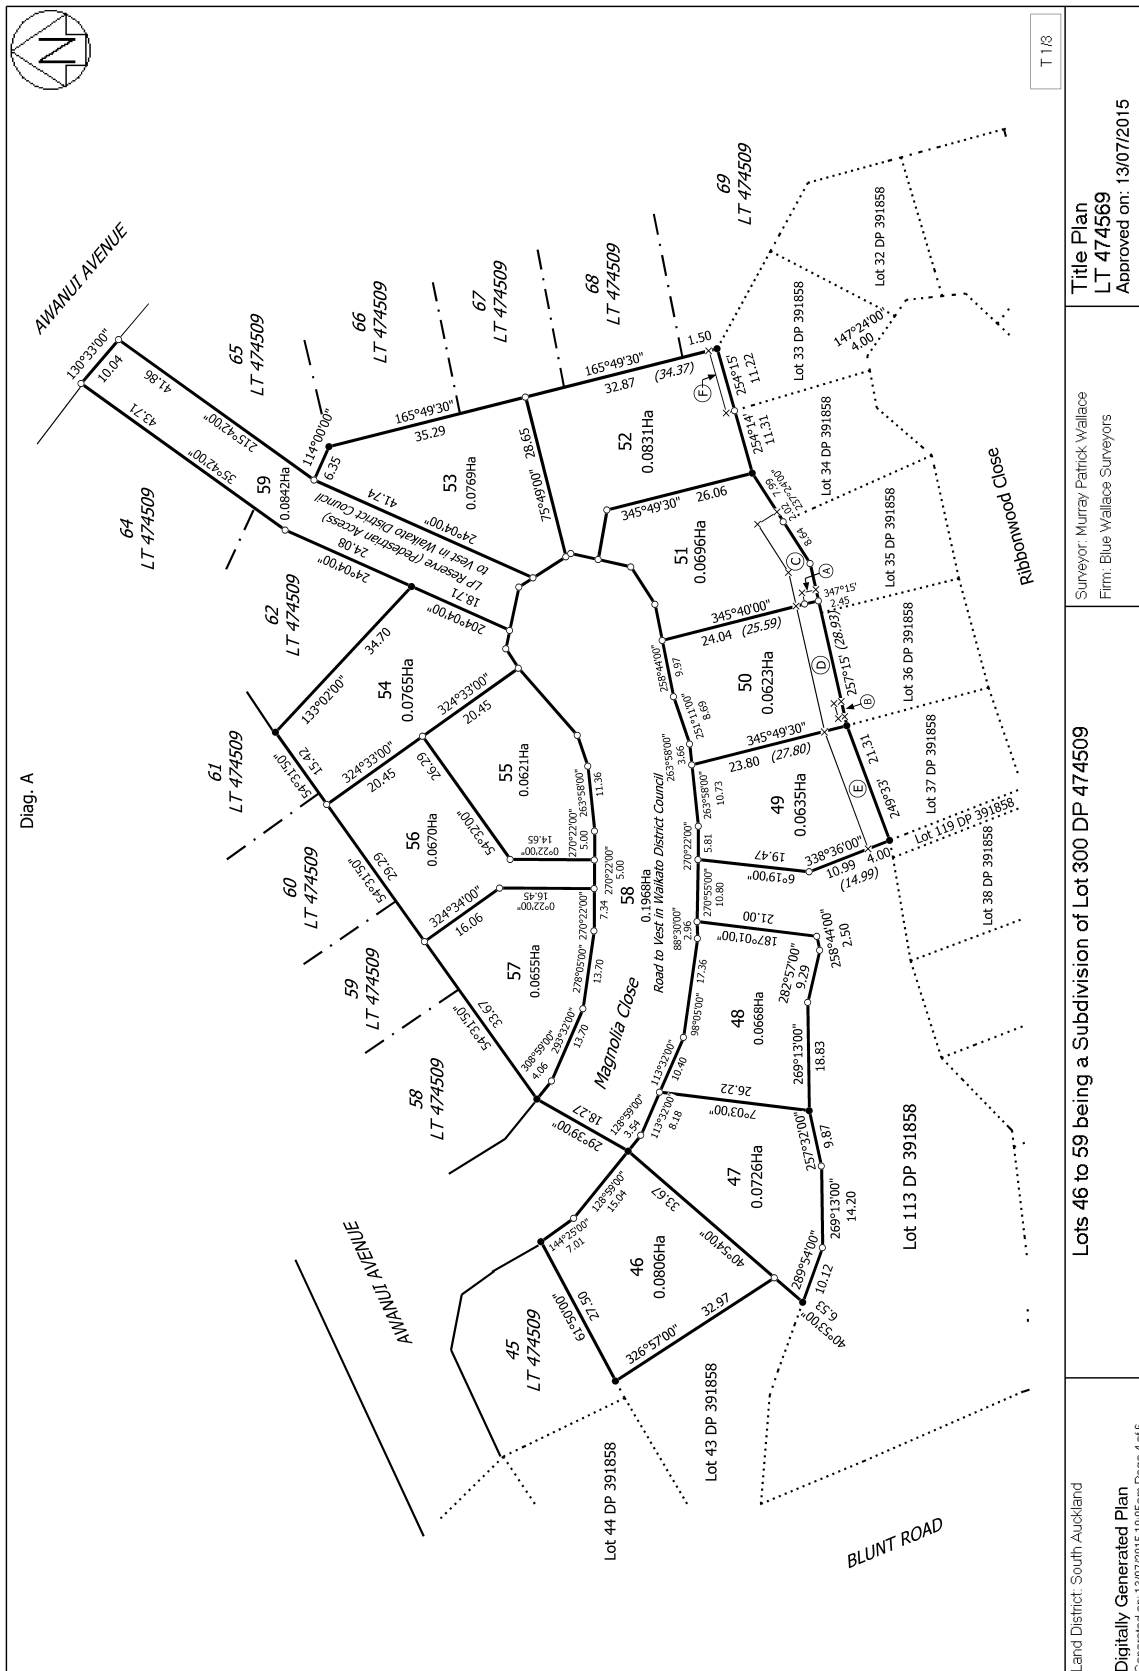 N
Diag. A
T 1/3
AWANUI AVENUE
130°33'00"
10.04
41.86
215°42'00"
43.71
35°42'00"
59
0.0842Ha
LP Reserve (Pedestrian Access)
to Vest in Waikato District Council
64
LT 474509
65
LT 474509
66
LT 474509
67
LT 474509
68
LT 474509
69
LT 474509
114°00'00"
6.35
165°49'30"
35.29
41.74
24°04'00"
53
0.0769Ha
75°49'00"
28.65
165°49'30"
32.87
(34.37)
1.50
52
0.0831Ha
F
254°15'
11.22
254°14'
11.31
345°49'30"
26.06
237°24'00"
7.99
2.02
8.64
C
A
347°15'
2.45
51
0.0696Ha
345°40'00"
24.04
(25.59)
50
0.0623Ha
D
257°15'
(28.93)
B
345°49'30"
23.80
(27.80)
49
0.0635Ha
E
249°33'
21.31
338°36'00"
10.99
4.00
(14.99)
6°19'00"
19.47
62
LT 474509
24°04'00"
24.08
18.71
204°04'00"
34.70
133°02'00"
54
0.0765Ha
324°33'00"
20.45
61
LT 474509
54°31'50"
15.42
324°33'00"
20.45
26.29
54°32'00"
55
0.0621Ha
263°58'00"
11.36
270°22'00"
5.00
0°22'00"
14.65
56
0.0670Ha
54°31'50"
29.29
60
LT 474509
324°34'00"
16.06
0°22'00"
16.45
270°22'00"
5.00
270°22'00"
7.34
57
0.0655Ha
278°05'00"
13.70
293°32'00"
13.70
308°59'00"
4.06
54°31'50"
33.67
59
LT 474509
58
LT 474509
58
0.1968Ha
Road to Vest in Waikato District Council
Magnolia Close
258°44'00"
9.97
251°11'00"
8.69
263°58'00"
3.66
263°58'00"
10.73
270°22'00"
5.81
270°55'00"
10.80
88°30'00"
2.96
98°05'00"
17.36
113°32'00"
10.40
113°32'00"
8.18
128°59'00"
3.54
29°39'00"
18.27
187°01'00"
21.00
258°44'00"
2.50
282°57'00"
9.29
48
0.0668Ha
269°13'00"
18.83
7°03'00"
26.22
47
0.0726Ha
257°32'00"
9.87
269°13'00"
14.20
289°54'00"
10.12
40°53'00"
6.53
40°54'00"
33.67
128°59'00"
15.04
144°25'00"
7.01
46
0.0806Ha
61°50'00"
27.50
326°57'00"
32.97
45
LT 474509
AWANUI AVENUE
BLUNT ROAD
Ribbonwood Close
Lot 32 DP 391858
147°24'00"
4.00
Lot 33 DP 391858
Lot 34 DP 391858
Lot 35 DP 391858
Lot 36 DP 391858
Lot 37 DP 391858
Lot 119 DP 391858
Lot 38 DP 391858
Lot 113 DP 391858
Lot 43 DP 391858
Lot 44 DP 391858
Land District: South Auckland
Digitally Generated Plan
Lots 46 to 59 being a Subdivision of Lot 300 DP 474509
Surveyor: Murray Patrick Wallace
Firm: Blue Wallace Surveyors
Title Plan
LT 474569
Approved on: 13/07/2015